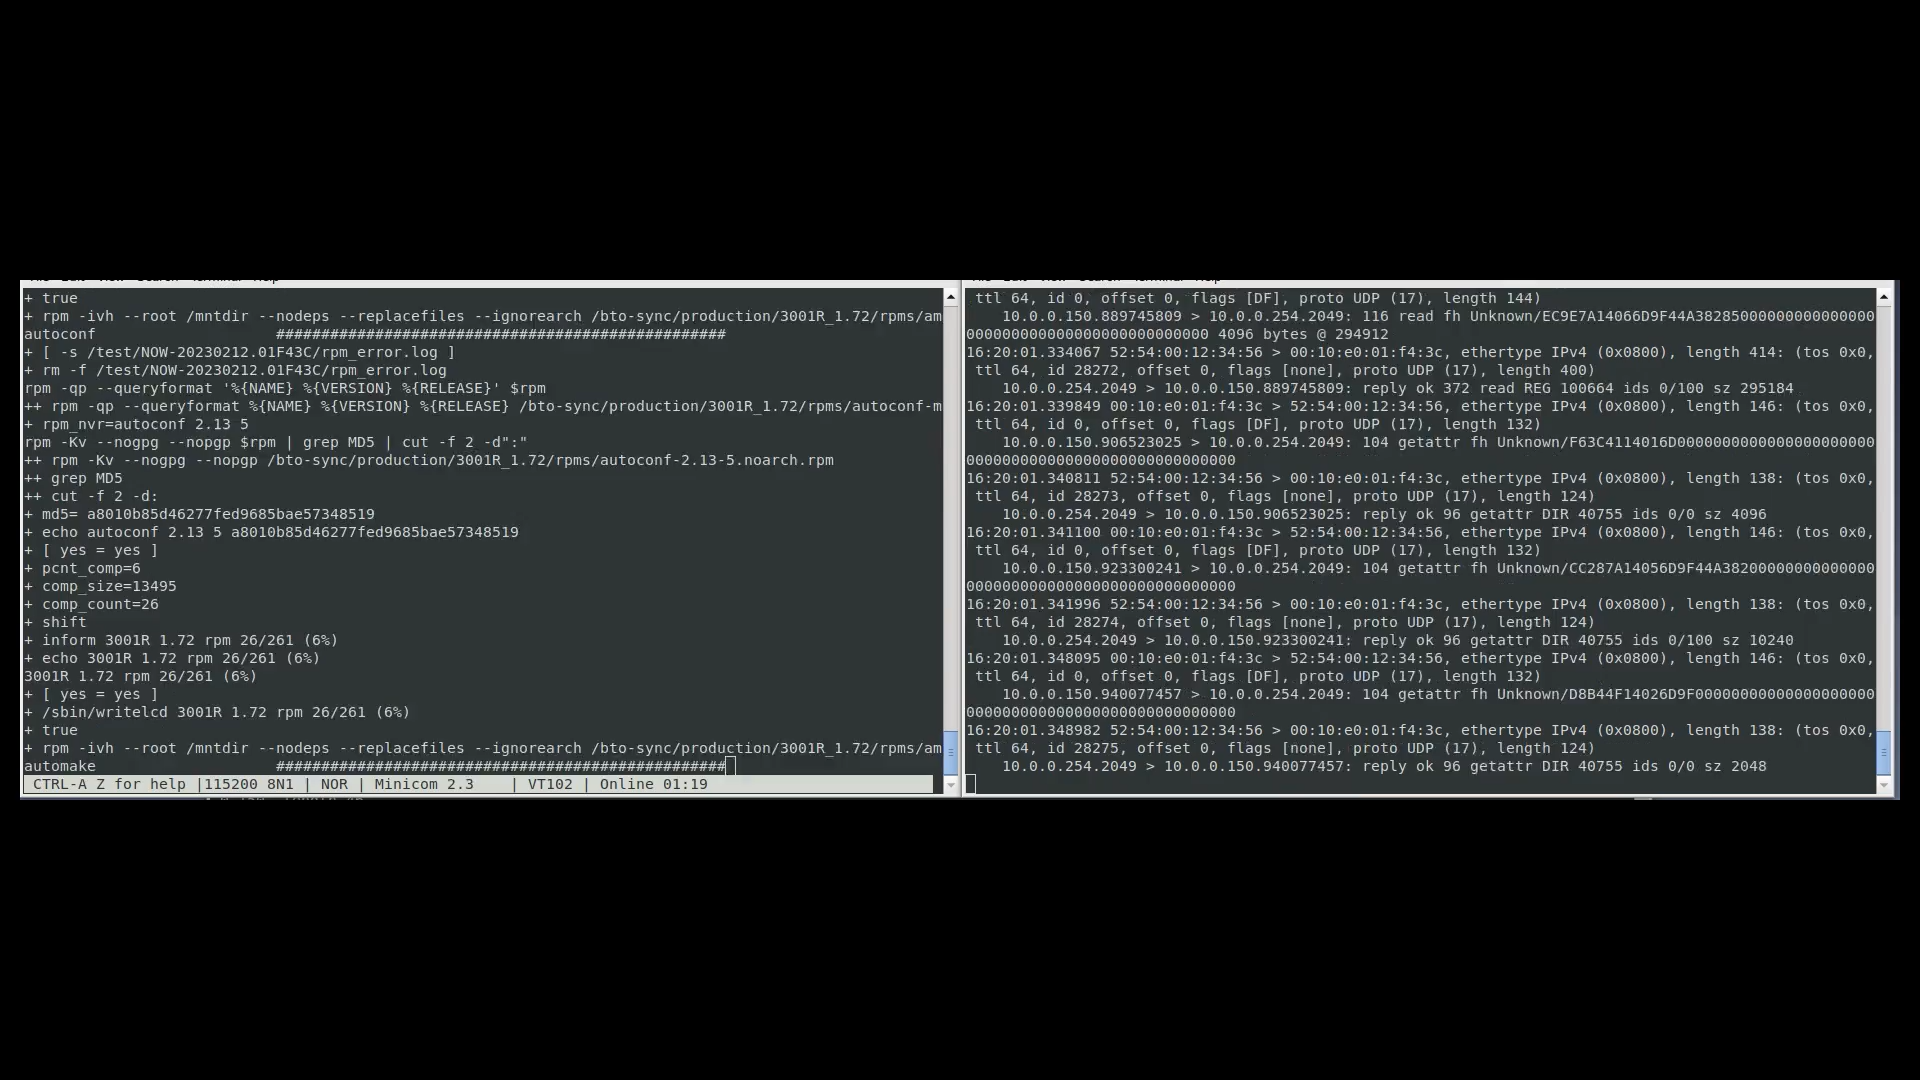 + true
+ rpm -ivh --root /mntdir --nodeps --replacefiles --ignorearch /bto-sync/production/3001R_1.72/rpms/am
autoconf ##################################################
+ [ -s /test/NOW-20230212.01F43C/rpm_error.log ]
+ rm -f /test/NOW-20230212.01F43C/rpm_error.log
rpm -qp --queryformat '%{NAME} %{VERSION} %{RELEASE}' $rpm
++ rpm -qp --queryformat %{NAME} %{VERSION} %{RELEASE} /bto-sync/production/3001R_1.72/rpms/autoconf-m
+ rpm_nvr=autoconf 2.13 5
rpm -Kv --nogpg --nopgp $rpm | grep MD5 | cut -f 2 -d":"
++ rpm -Kv --nogpg --nopgp /bto-sync/production/3001R_1.72/rpms/autoconf-2.13-5.noarch.rpm
++ grep MD5
++ cut -f 2 -d:
+ md5= a8010b85d46277fed9685bae57348519
+ echo autoconf 2.13 5 a8010b85d46277fed9685bae57348519
+ [ yes = yes ]
+ pcnt_comp=6
+ comp_size=13495
+ comp_count=26
+ shift
+ inform 3001R 1.72 rpm 26/261 (6%)
+ echo 3001R 1.72 rpm 26/261 (6%)
3001R 1.72 rpm 26/261 (6%)
+ [ yes = yes ]
+ /sbin/writelcd 3001R 1.72 rpm 26/261 (6%)
+ true
+ rpm -ivh --root /mntdir --nodeps --replacefiles --ignorearch /bto-sync/production/3001R_1.72/rpms/am
automake ##################################################
CTRL-A Z for help |115200 8N1 | NOR | Minicom 2.3 | VT102 | Online 01:19
ttl 64, id 0, offset 0, flags [DF], proto UDP (17), length 144)
10.0.0.150.889745809 > 10.0.0.254.2049: 116 read fh Unknown/EC9E7A14066D9F44A38285000000000000000
000000000000000000000000000 4096 bytes @ 294912
16:20:01.334067 52:54:00:12:34:56 > 00:10:e0:01:f4:3c, ethertype IPv4 (0x0800), length 414: (tos 0x0,
ttl 64, id 28272, offset 0, flags [none], proto UDP (17), length 400)
10.0.0.254.2049 > 10.0.0.150.889745809: reply ok 372 read REG 100664 ids 0/100 sz 295184
16:20:01.339849 00:10:e0:01:f4:3c > 52:54:00:12:34:56, ethertype IPv4 (0x0800), length 146: (tos 0x0,
ttl 64, id 0, offset 0, flags [DF], proto UDP (17), length 132)
10.0.0.150.906523025 > 10.0.0.254.2049: 104 getattr fh Unknown/F63C4114016D0000000000000000000000
000000000000000000000000000000
16:20:01.340811 52:54:00:12:34:56 > 00:10:e0:01:f4:3c, ethertype IPv4 (0x0800), length 138: (tos 0x0,
ttl 64, id 28273, offset 0, flags [none], proto UDP (17), length 124)
10.0.0.254.2049 > 10.0.0.150.906523025: reply ok 96 getattr DIR 40755 ids 0/0 sz 4096
16:20:01.341100 00:10:e0:01:f4:3c > 52:54:00:12:34:56, ethertype IPv4 (0x0800), length 146: (tos 0x0,
ttl 64, id 0, offset 0, flags [DF], proto UDP (17), length 132)
10.0.0.150.923300241 > 10.0.0.254.2049: 104 getattr fh Unknown/CC287A14056D9F44A38200000000000000
000000000000000000000000000000
16:20:01.341996 52:54:00:12:34:56 > 00:10:e0:01:f4:3c, ethertype IPv4 (0x0800), length 138: (tos 0x0,
ttl 64, id 28274, offset 0, flags [none], proto UDP (17), length 124)
10.0.0.254.2049 > 10.0.0.150.923300241: reply ok 96 getattr DIR 40755 ids 0/100 sz 10240
16:20:01.348095 00:10:e0:01:f4:3c > 52:54:00:12:34:56, ethertype IPv4 (0x0800), length 146: (tos 0x0,
ttl 64, id 0, offset 0, flags [DF], proto UDP (17), length 132)
10.0.0.150.940077457 > 10.0.0.254.2049: 104 getattr fh Unknown/D8B44F14026D9F00000000000000000000
000000000000000000000000000000
16:20:01.348982 52:54:00:12:34:56 > 00:10:e0:01:f4:3c, ethertype IPv4 (0x0800), length 138: (tos 0x0,
ttl 64, id 28275, offset 0, flags [none], proto UDP (17), length 124)
10.0.0.254.2049 > 10.0.0.150.940077457: reply ok 96 getattr DIR 40755 ids 0/0 sz 2048